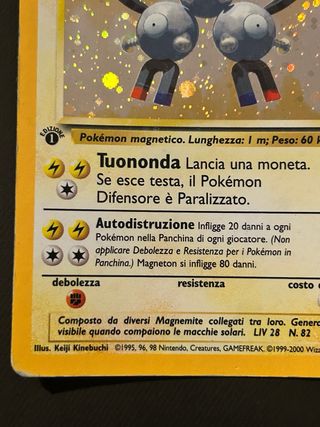 EDIZIONE
1
Pokémon magnetico. Lunghezza: 1 m; Peso: 60 k
Tuononda Lancia una moneta.
Se esce testa, il Pokémon
Difensore è Paralizzato.
Autodistruzione Infligge 20 danni a ogni
Pokémon nella Panchina di ogni giocatore. (Non
applicare Debolezza e Resistenza per i Pokémon in
Panchina.) Magneton si infligge 80 danni.
debolezza resistenza costo
Composto da diversi Magnemite collegati tra loro. Genera
visibile quando compaiono le macchie solari. LIV 28 N. 82
Illus. Keiji Kinebuchi ©1995, 96, 98 Nintendo, Creatures, GAMEFREAK. ©1999-2000 Wiz